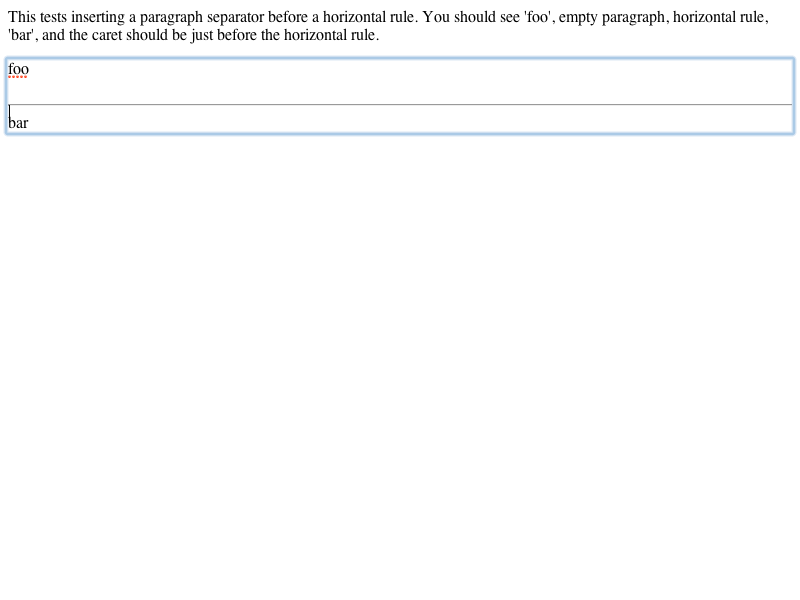 This tests inserting a paragraph separator before a horizontal rule. You should see 'foo', empty paragraph, horizontal rule,
'bar', and the caret should be just before the horizontal rule.
foo
bar